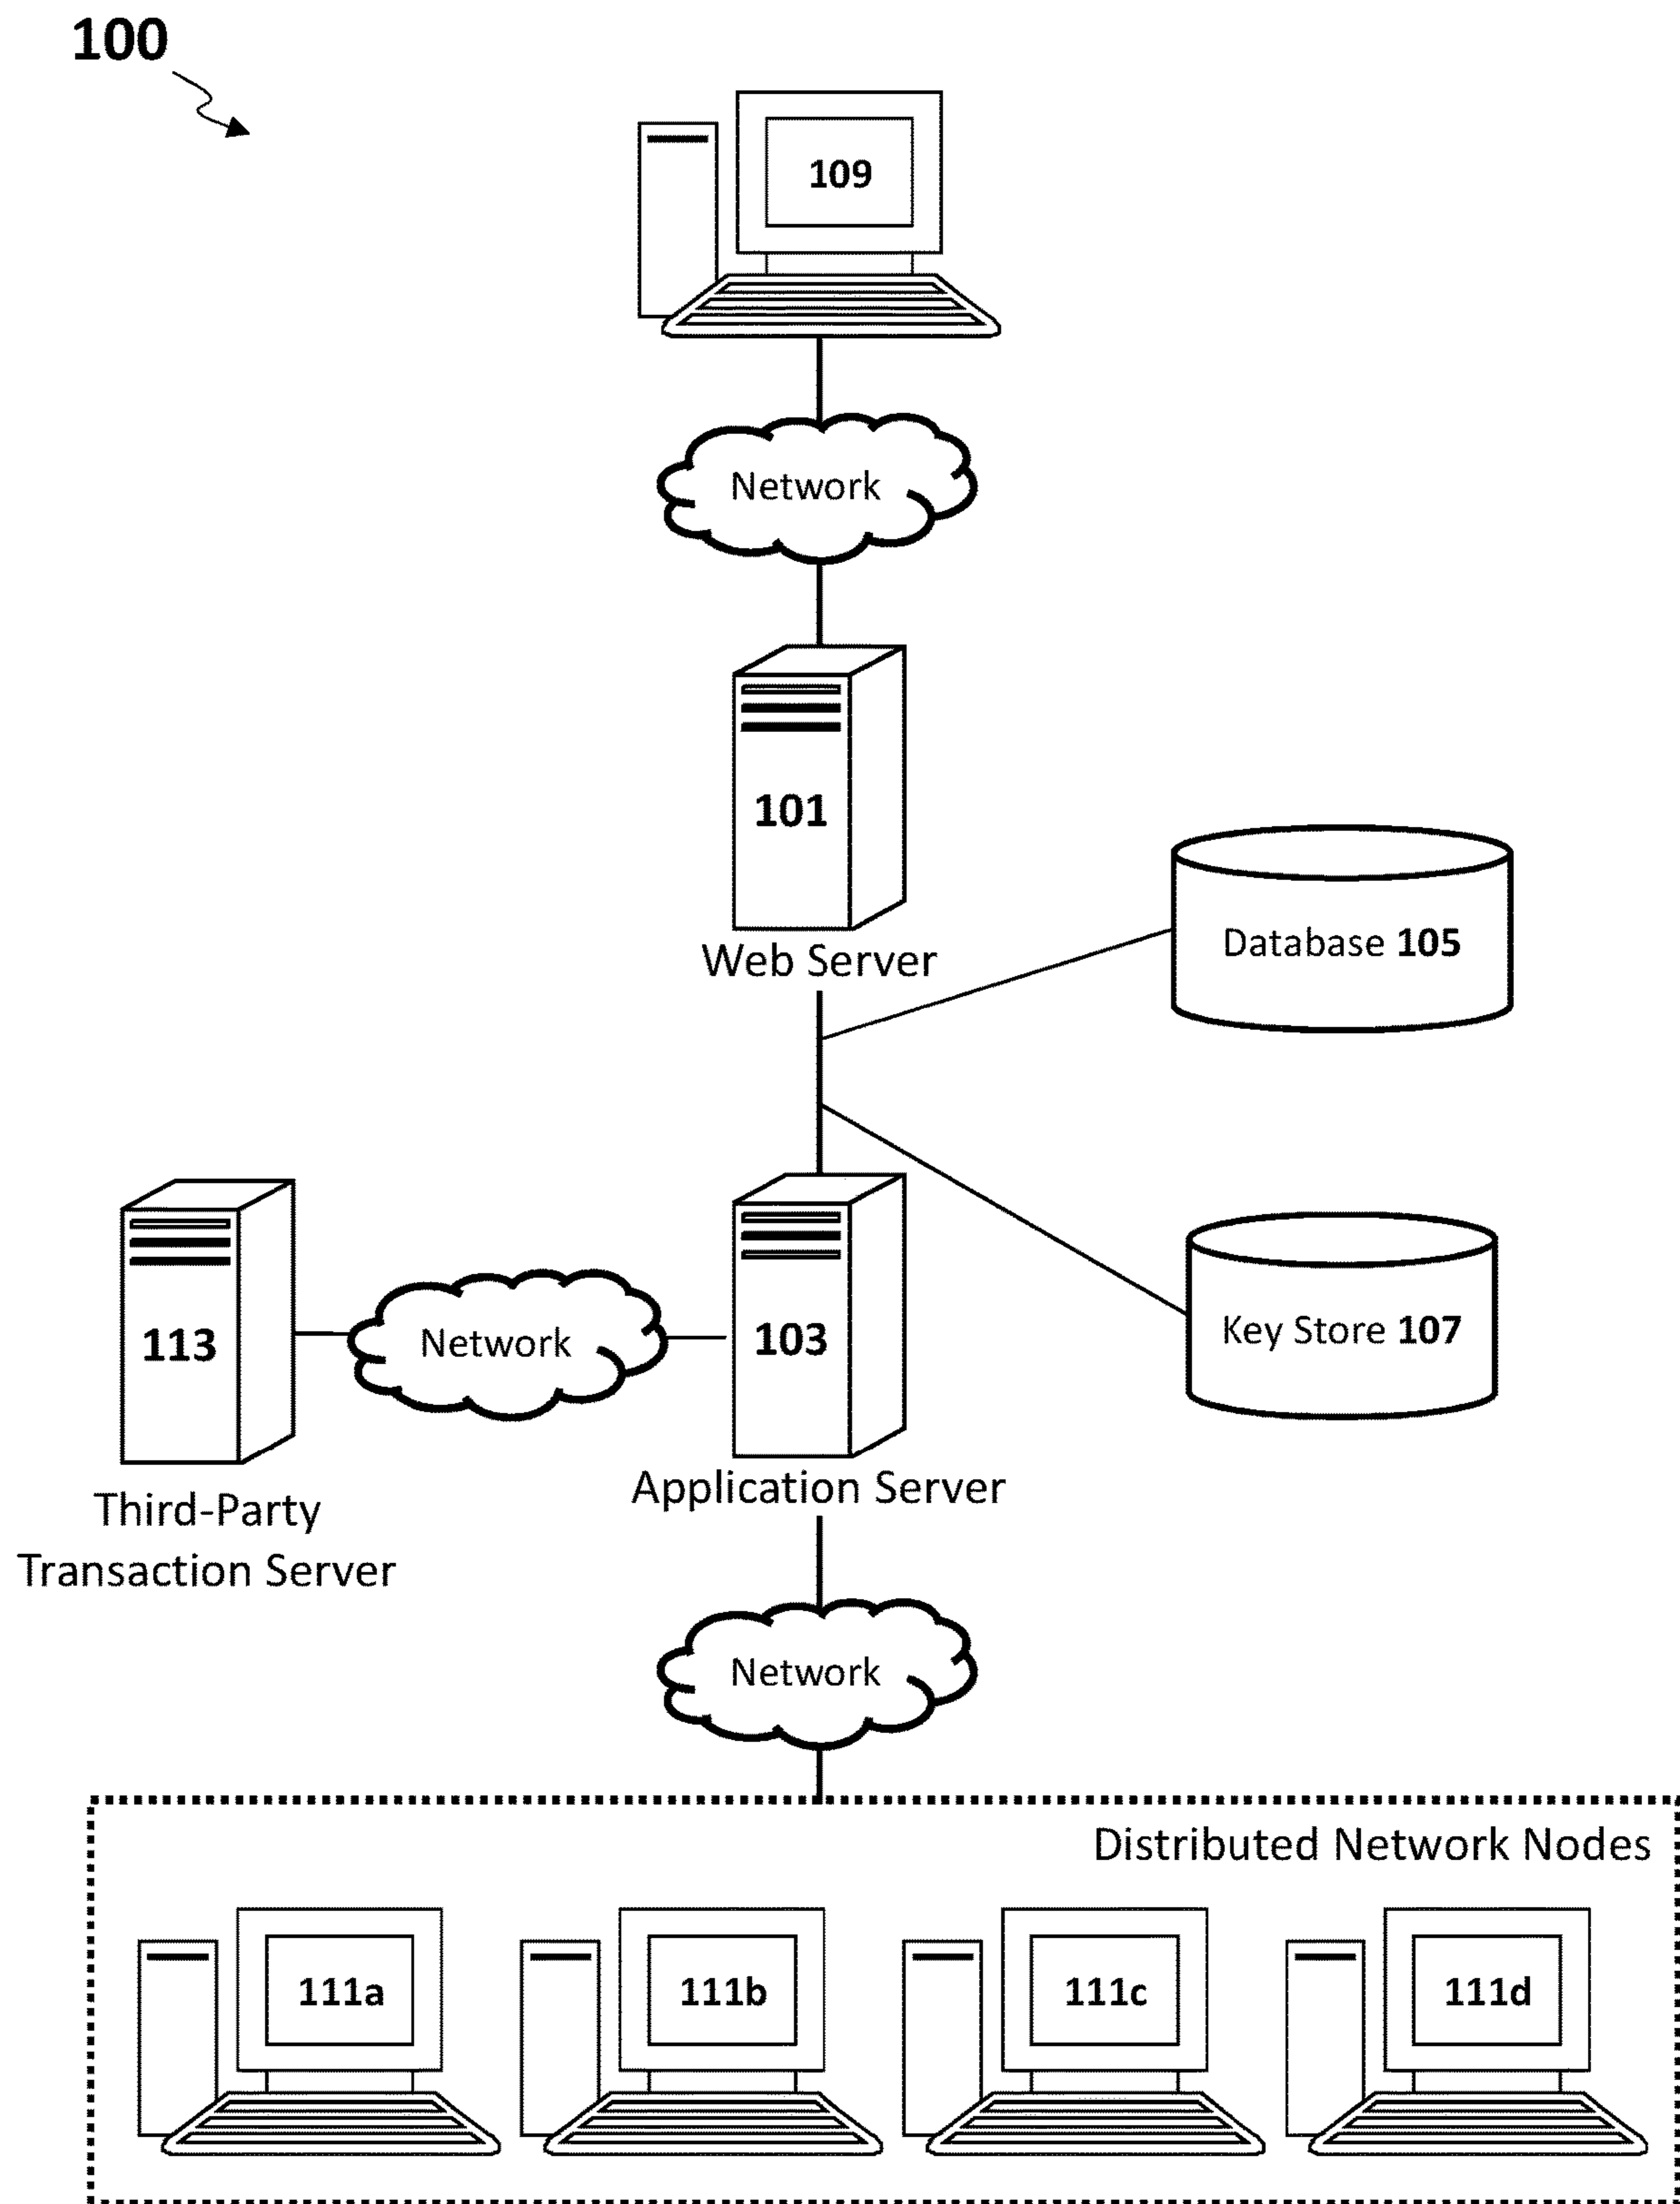 100
109
Network
101
Web Server
Database 105
113
Network
103
Key Store 107
Application Server
Third-Party
Transaction Server
Network
Distributed Network Nodes
111a
111b
111c
111d